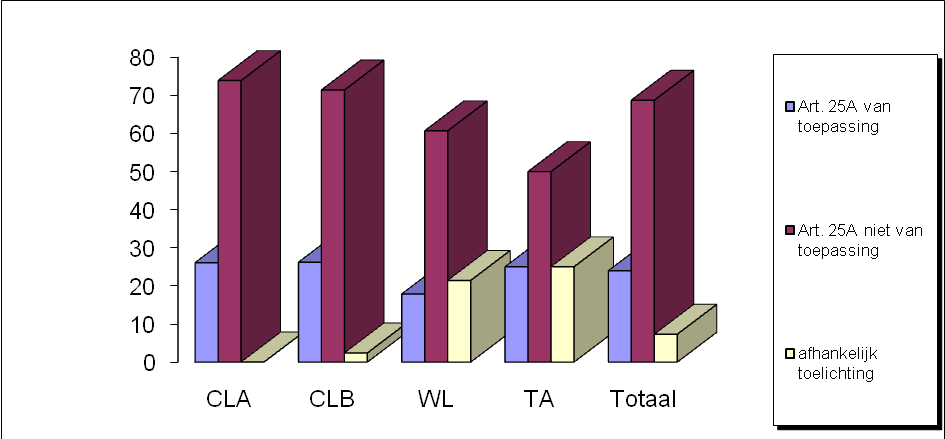 80
70
60
50
40
30
20
10
0
CLA CLB WL TA Totaal
Art. 25A van
toepassing
Art. 25A niet van
toepassing
afhankelijk
toelichting